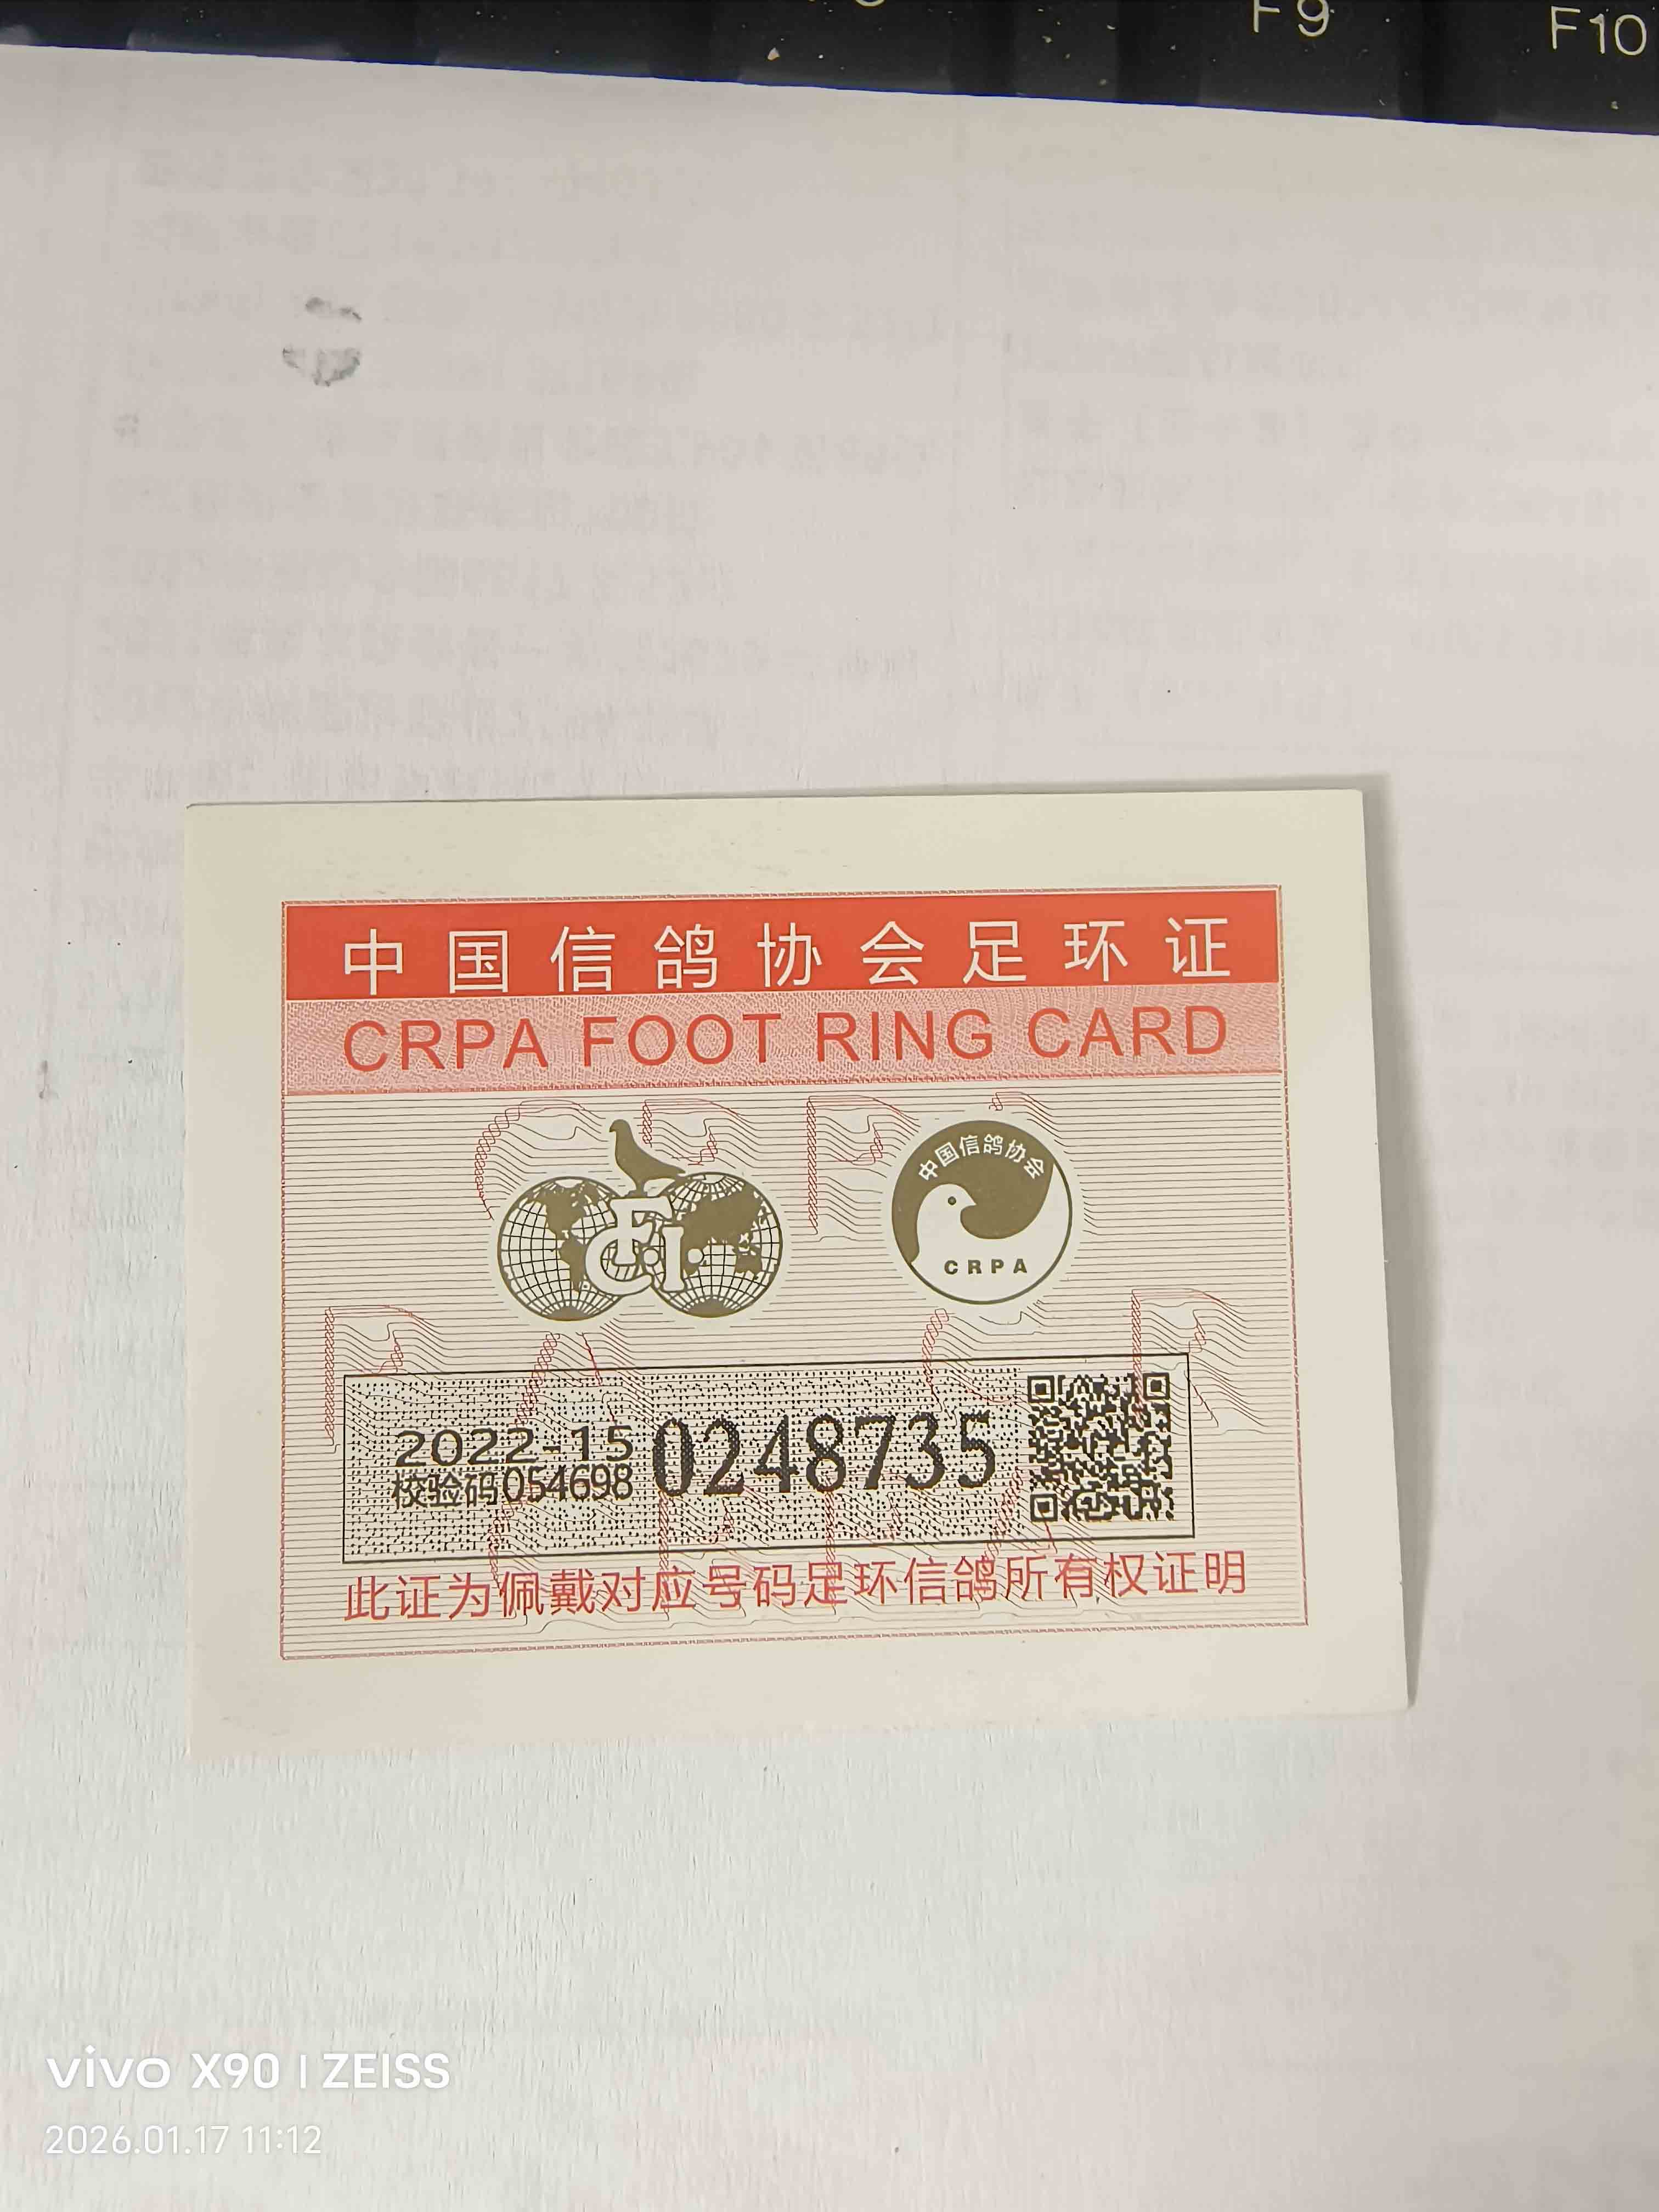 F9
F10
中国信鸽协会足环证
CRPA FOOT RING CARD
F.C.I.
中国信鸽协会
CRPA
2022-15
校验码054698
0248735
此证为佩戴对应号码足环信鸽所有权证明
vivo X90 | ZEISS
2026.01.17 11:12